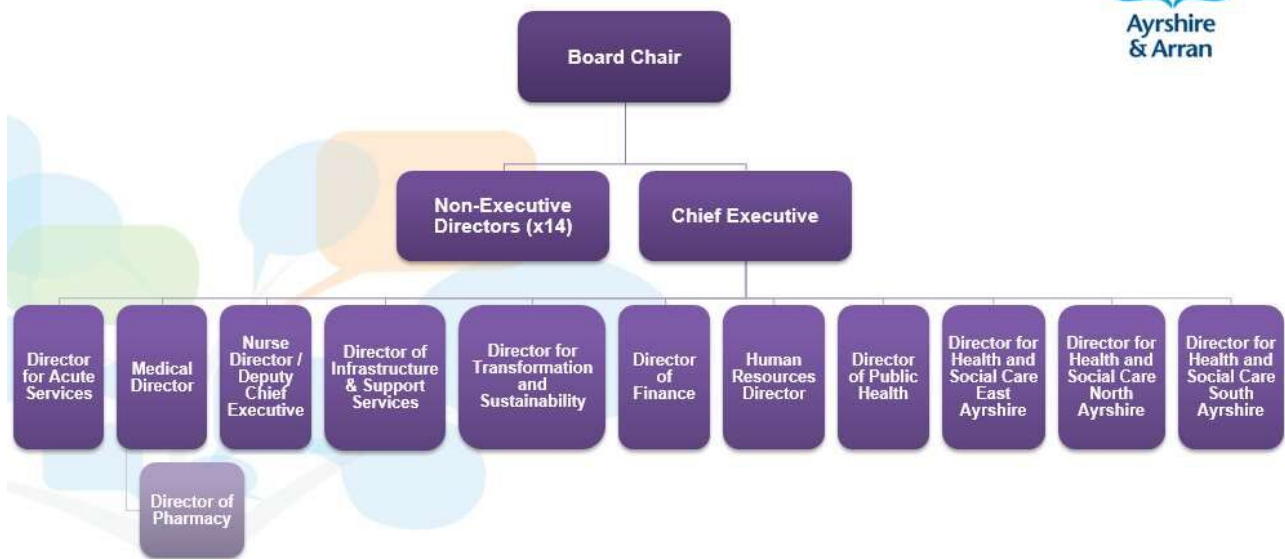 Ayrshire
& Arran
Board Chair
Non-Executive
Directors (x14)
Chief Executive
Director
for Acute
Services
Medical
Director
Nurse
Director /
Deputy
Chief
Executive
Director of
Infrastructure
& Support
Services
Director for
Transformation
and
Sustainability
Director
of
Finance
Human
Resources
Director
Director
of Public
Health
Director for
Health and
Social Care
East
Ayrshire
Director for
Health and
Social Care
North
Ayrshire
Director for
Health and
Social Care
South
Ayrshire
Director of
Pharmacy